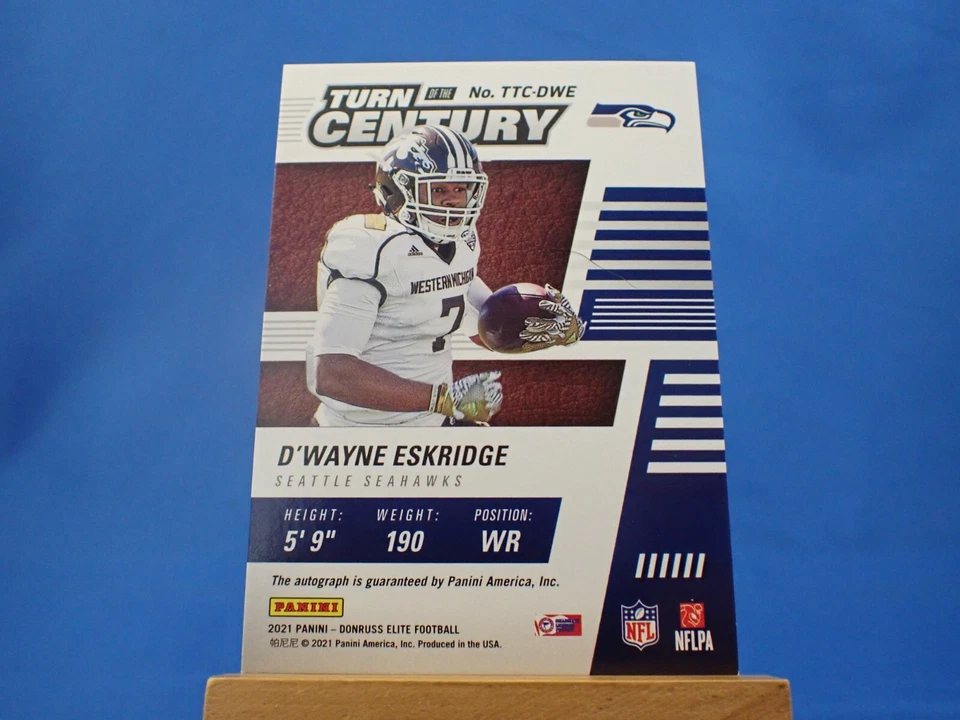 TURN OF THE No. TTC-DWE
CENTURY
WESTERN MICHIGAN
7
D'WAYNE ESKRIDGE
SEATTLE SEAHAWKS
HEIGHT: WEIGHT: POSITION:
5' 9" 190 WR
The autograph is guaranteed by Panini America, Inc.
PANINI
2021 PANINI – DONRUSS ELITE FOOTBALL
帕尼尼 © 2021 Panini America, Inc. Produced in the USA.
NFL
NFLPA